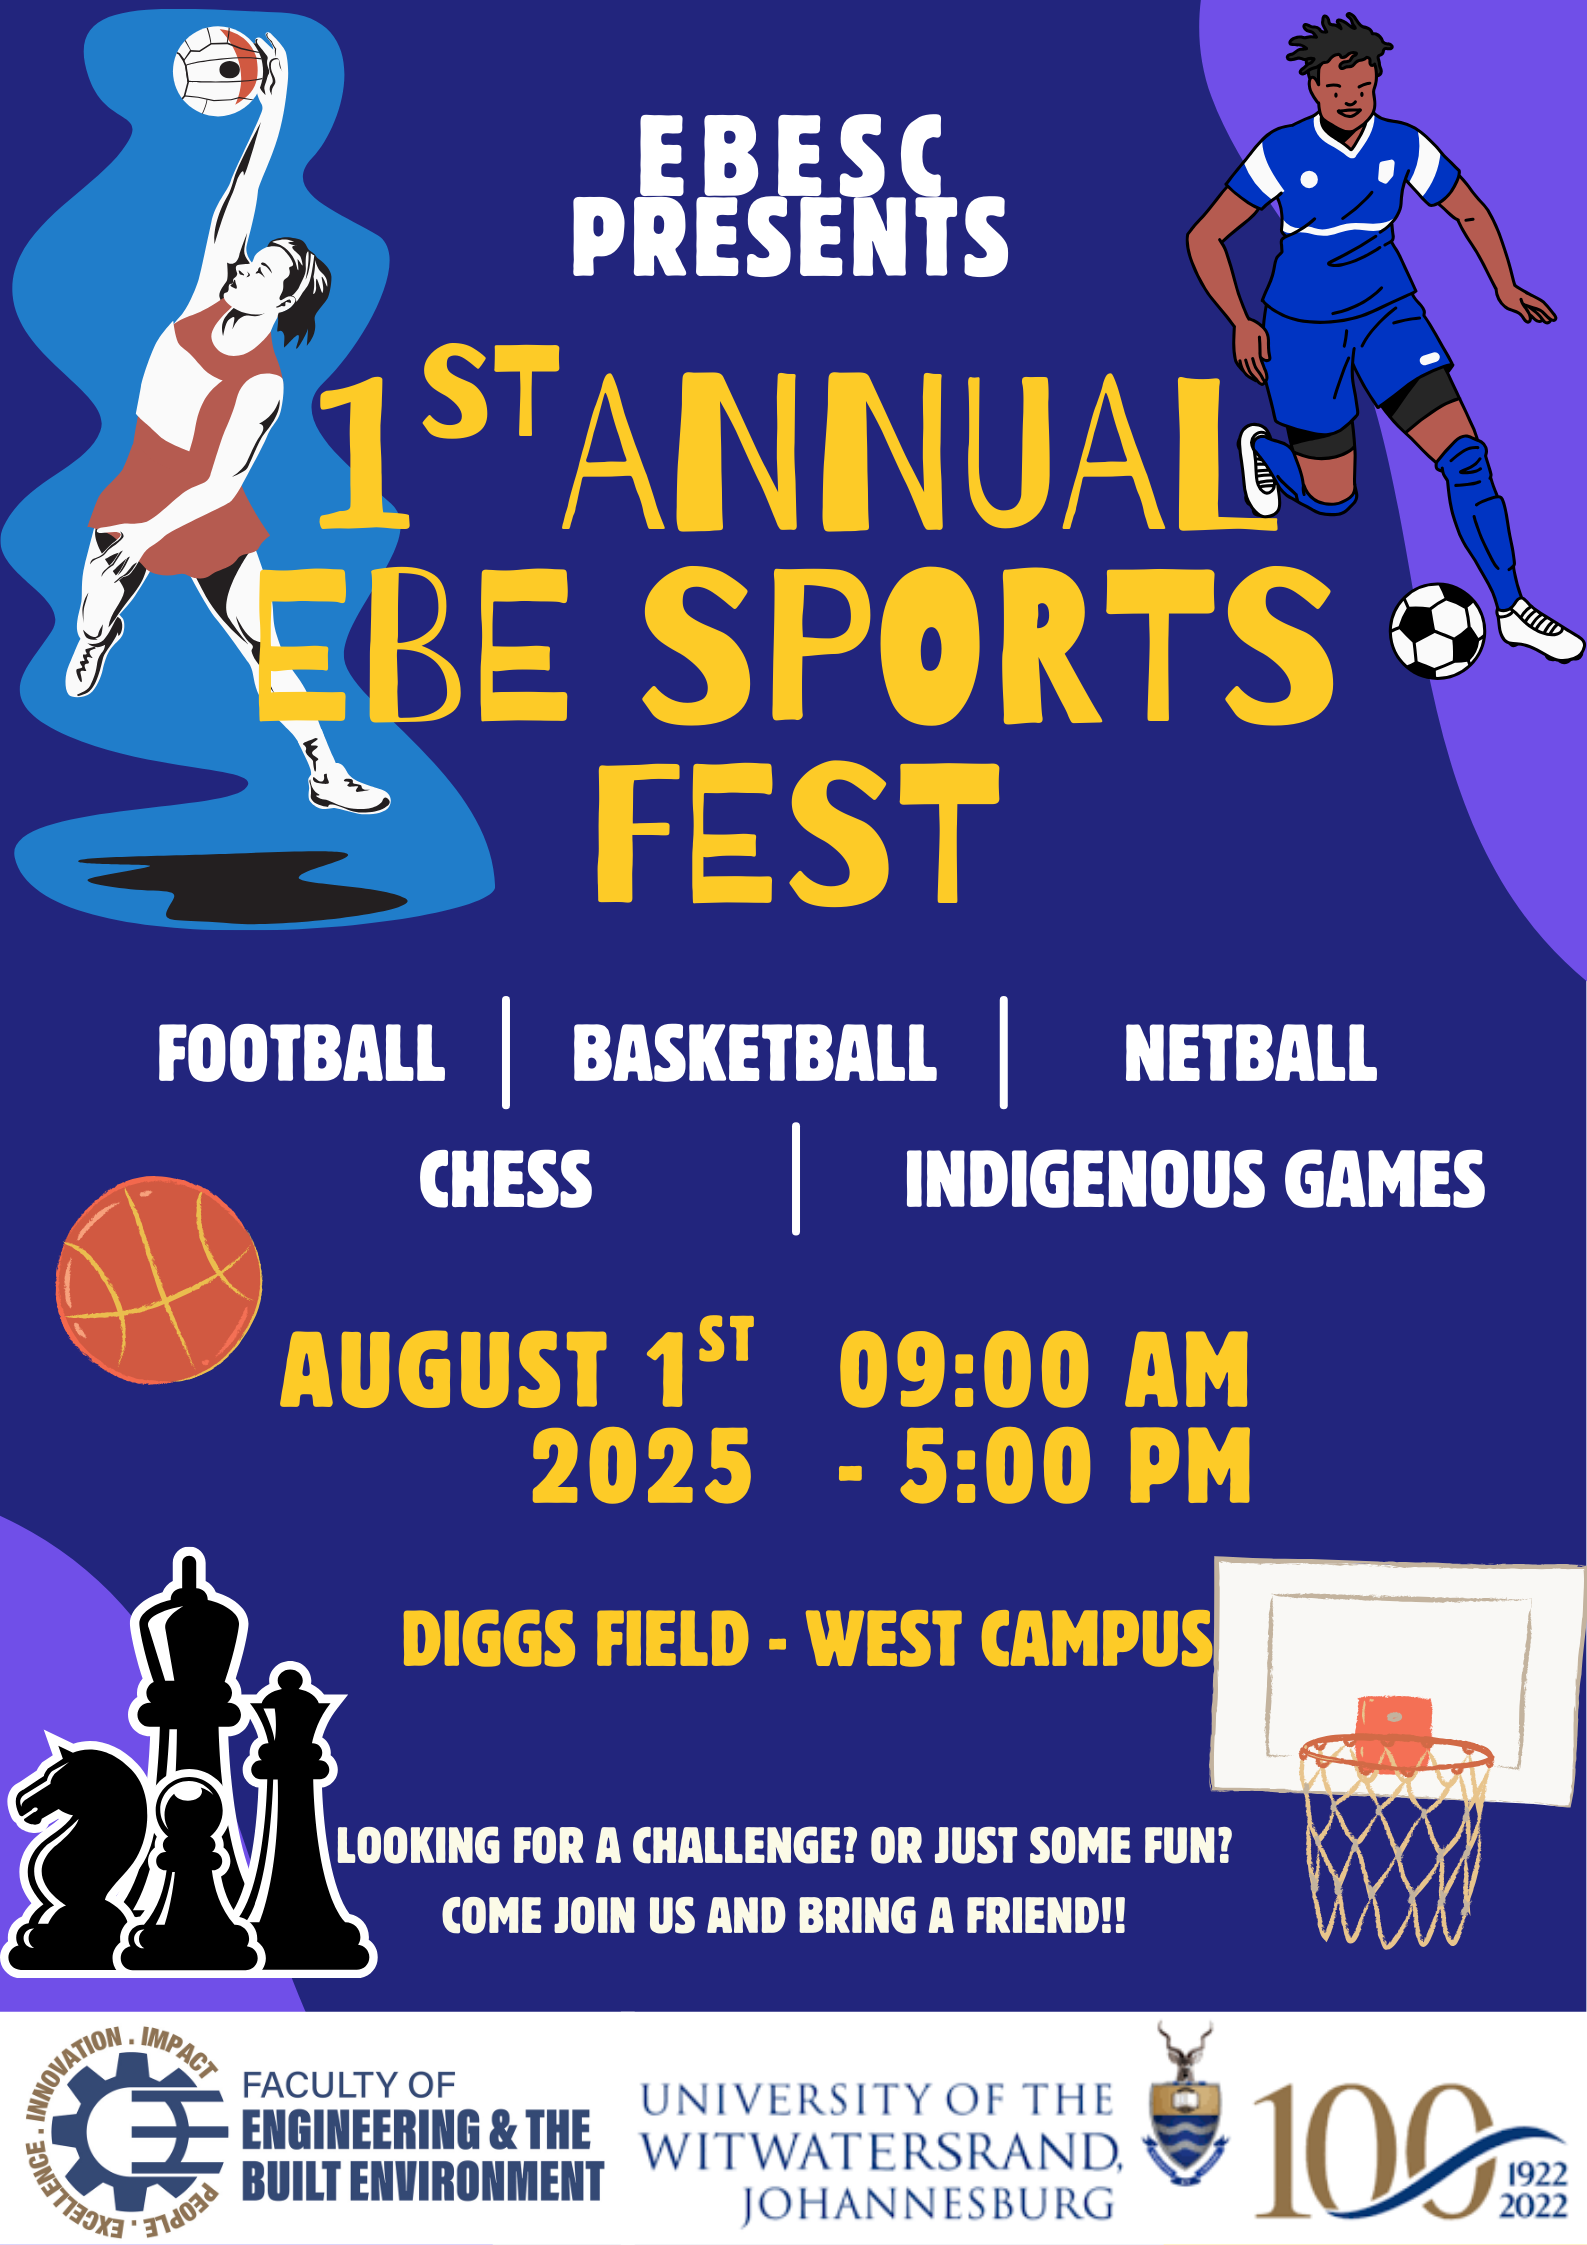 EBESC
PRESENTS
1ST ANNUAL
EBE SPORTS
FEST
FOOTBALL
BASKETBALL
NETBALL
CHESS
INDIGENOUS GAMES
AUGUST 1ST
2025
09:00 AM
- 5:00 PM
DIGGS FIELD - WEST CAMPUS
LOOKING FOR A CHALLENGE? OR JUST SOME FUN?
COME JOIN US AND BRING A FRIEND!!
PEOPLE . EXCELLENCE . INNOVATION . IMPACT
FACULTY OF
ENGINEERING & THE
BUILT ENVIRONMENT
UNIVERSITY OF THE
WITWATERSRAND,
JOHANNESBURG
100
1922
2022